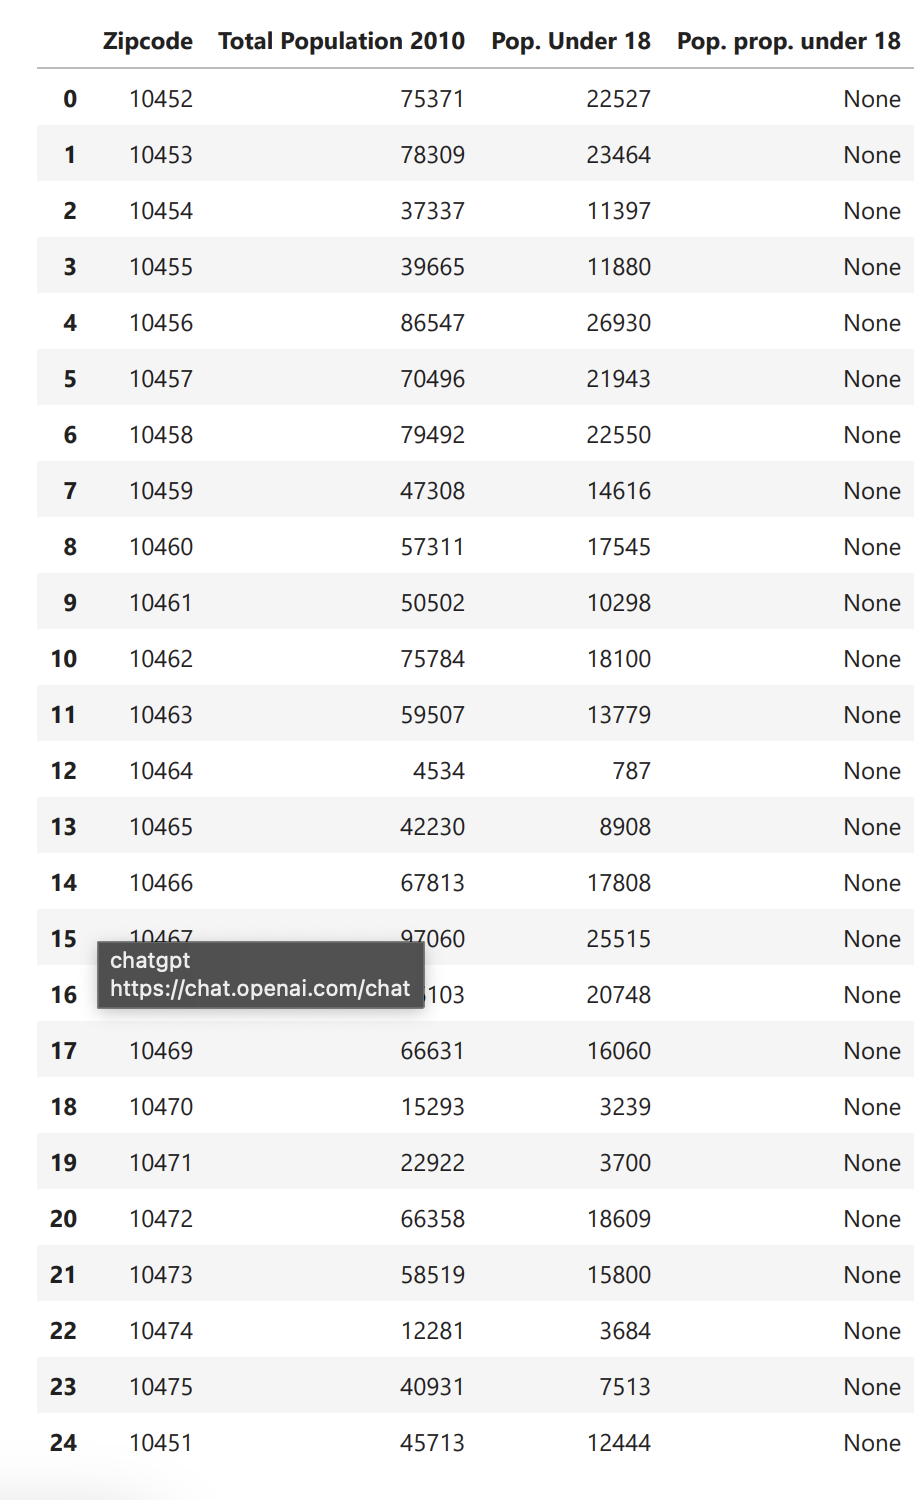 Zipcode Total Population 2010 Pop. Under 18 Pop. prop. under 18
0 10452 75371 22527 None
1 10453 78309 23464 None
2 10454 37337 11397 None
3 10455 39665 11880 None
4 10456 86547 26930 None
5 10457 70496 21943 None
6 10458 79492 22550 None
7 10459 47308 14616 None
8 10460 57311 17545 None
9 10461 50502 10298 None
10 10462 75784 18100 None
11 10463 59507 13779 None
12 10464 4534 787 None
13 10465 42230 8908 None
14 10466 67813 17808 None
15 10467 97060 25515 None
chatgpt
https://chat.openai.com/chat
16 103 20748 None
17 10469 66631 16060 None
18 10470 15293 3239 None
19 10471 22922 3700 None
20 10472 66358 18609 None
21 10473 58519 15800 None
22 10474 12281 3684 None
23 10475 40931 7513 None
24 10451 45713 12444 None